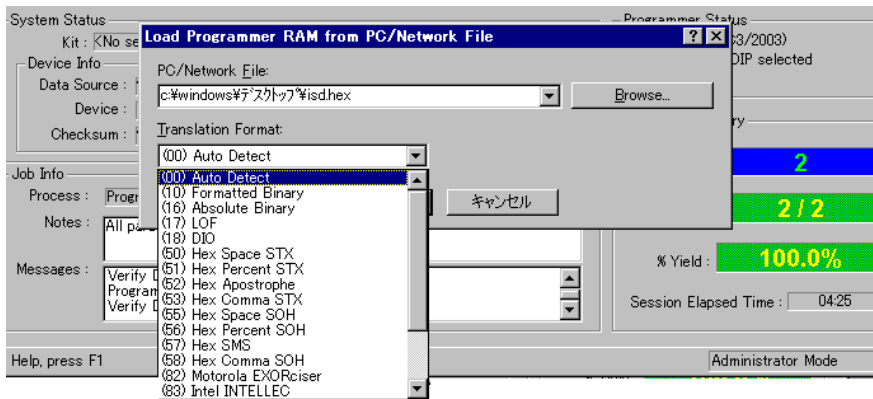 System Status
Kit :
Device Info
Data Source :
Device :
Checksum :
Job Info
Process :
Notes :
Messages :
Verify
Verify
Help, press F1
Load Programmer RAM from PC/Network File
PC/Network File:
c:¥windows¥ﾃﾞｽｸﾄｯﾌﾟ¥isd.hex
Browse...
Translation Format:
(00) Auto Detect
(00) Auto Detect
(10) Formatted Binary
(16) Absolute Binary
(17) LOF
(18) DIO
(50) Hex Space STX
(51) Hex Percent STX
(52) Hex Apostrophe
(53) Hex Comma STX
(55) Hex Space SOH
(56) Hex Percent SOH
(57) Hex SMS
(58) Hex Comma SOH
(82) Motorola EXORciser
(83) Intel INTELLEC
キャンセル
Programmer Status
3/2003)
DIP selected
2
2 / 2
% Yield :
100.0%
Session Elapsed Time :
04:25
Administrator Mode